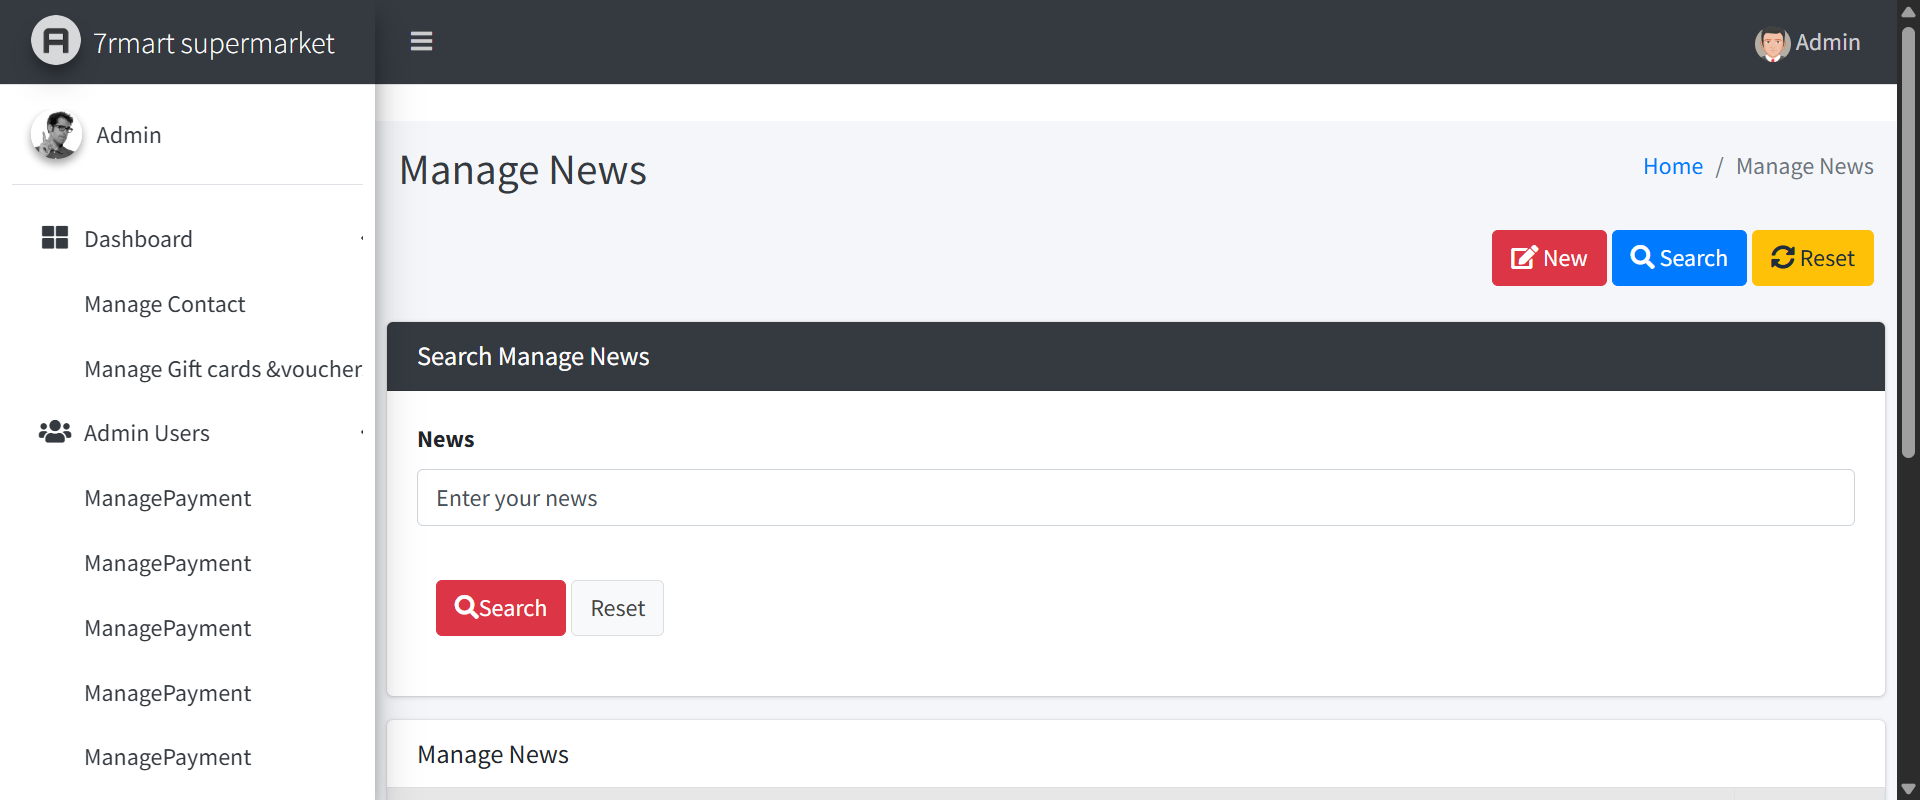 7rmart supermarket
Admin
Admin
Manage News
Home / Manage News
Dashboard
New
Search
Reset
Manage Contact
Search Manage News
Manage Gift cards &voucher
Admin Users
News
ManagePayment
Enter your news
ManagePayment
Search
Reset
ManagePayment
ManagePayment
ManagePayment
Manage News